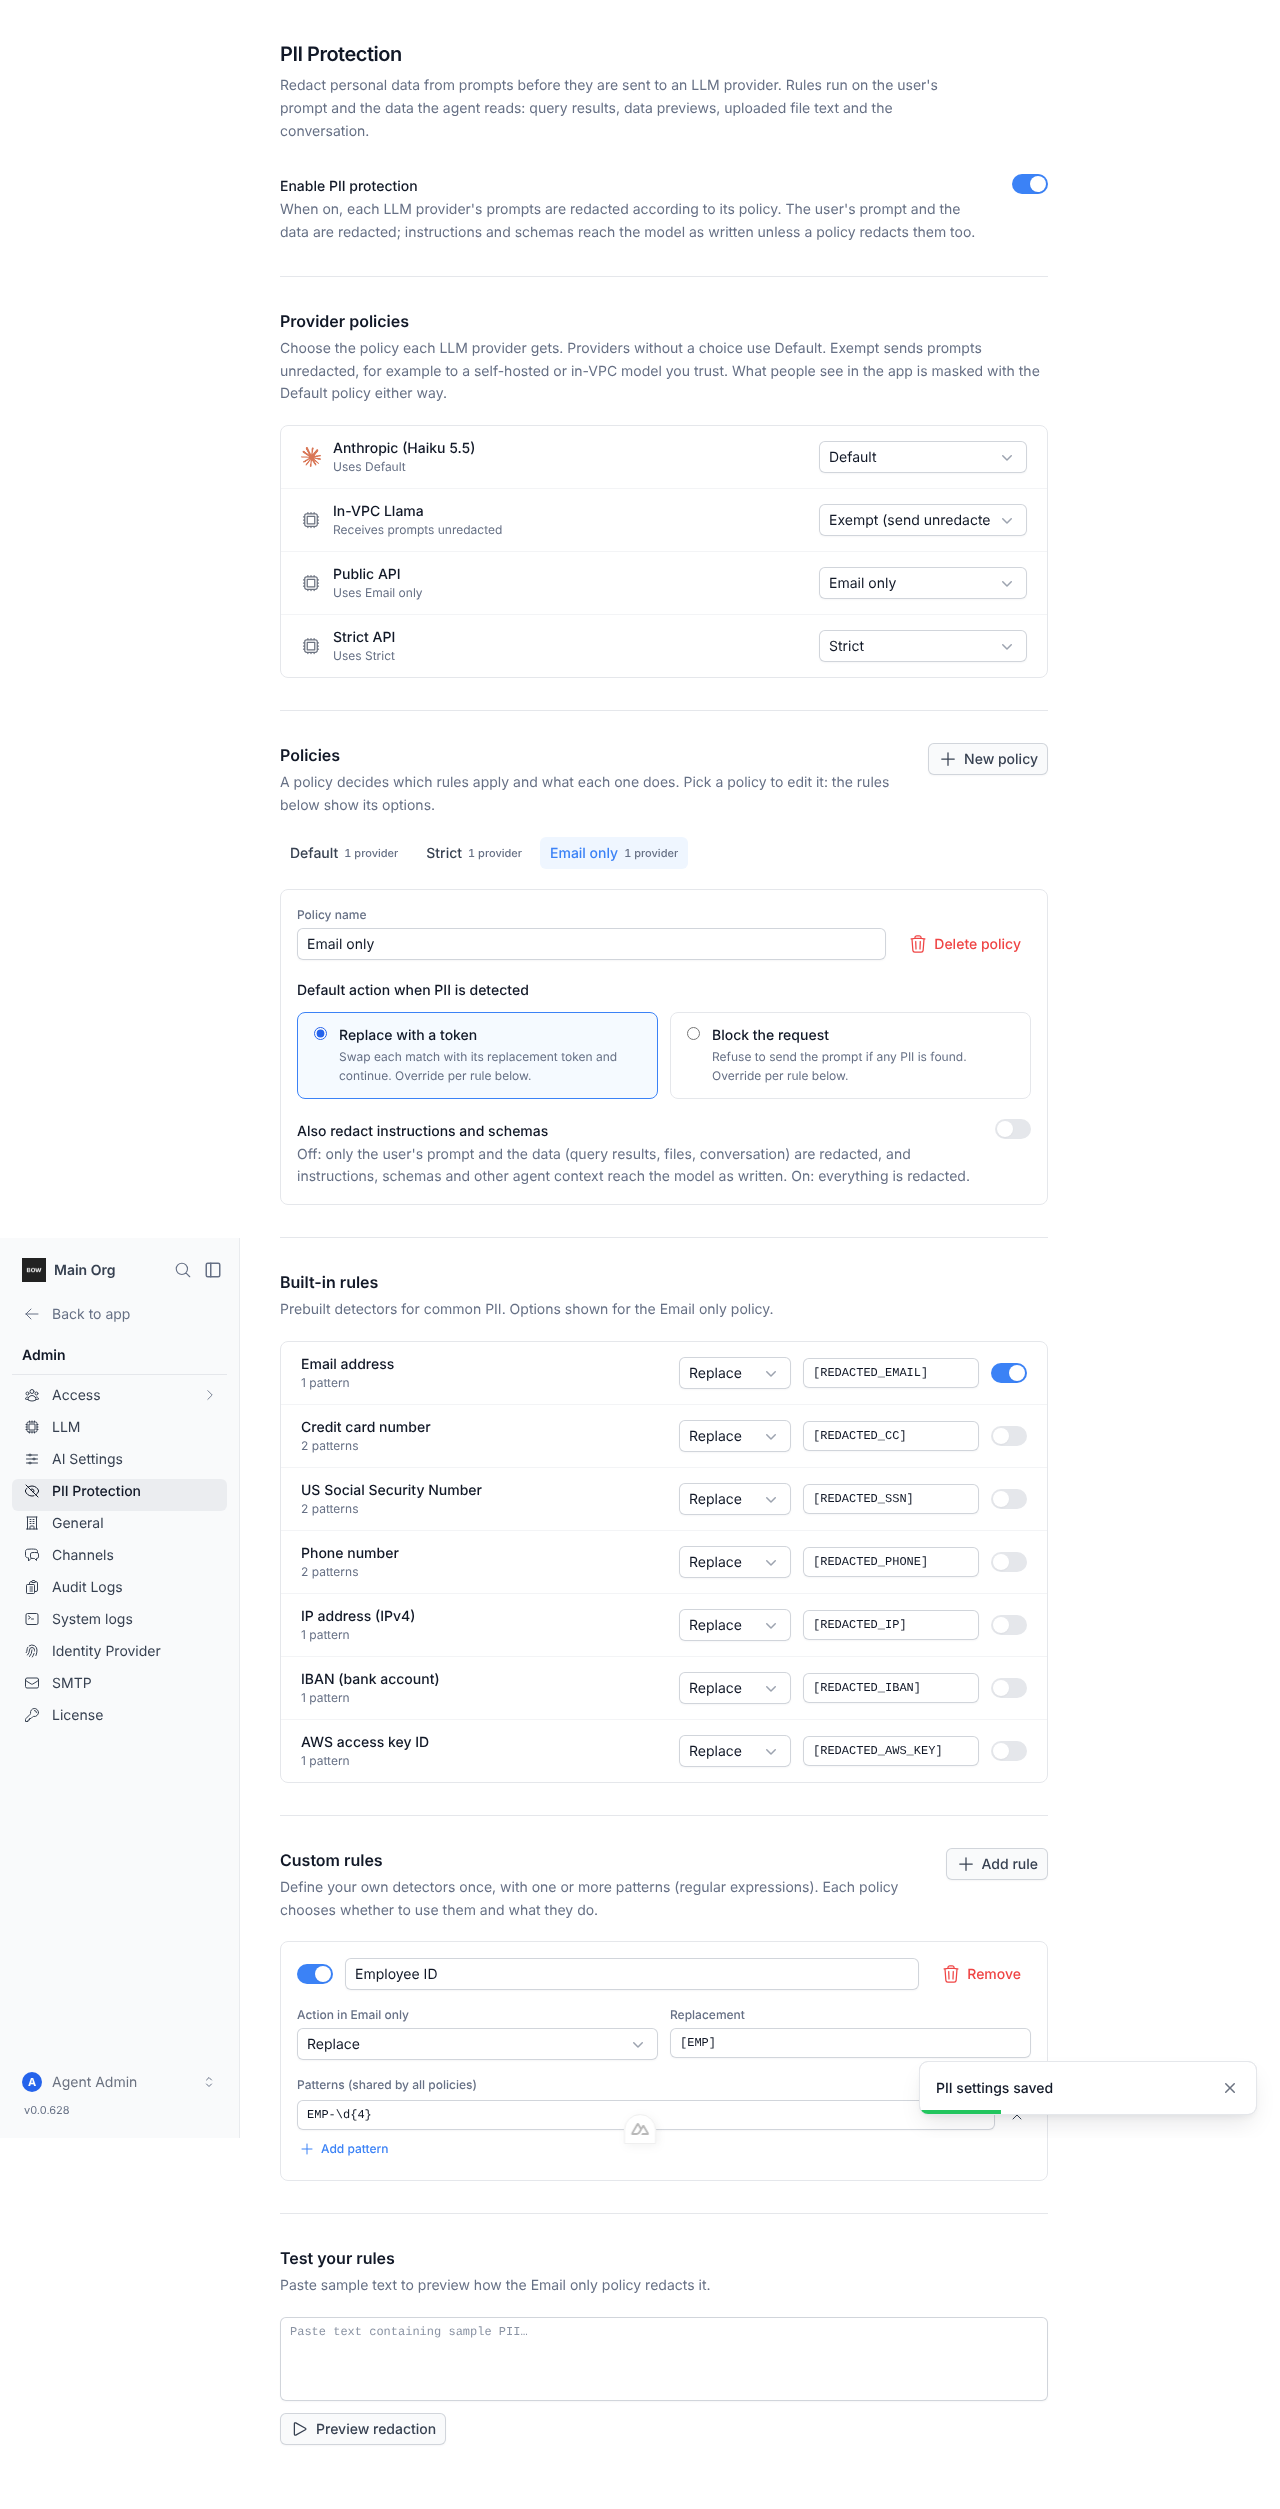 PII Protection
Redact personal data from prompts before they are sent to an LLM provider. Rules run on the user's
prompt and the data the agent reads: query results, data previews, uploaded file text and the
conversation.
Enable PII protection
When on, each LLM provider's prompts are redacted according to its policy. The user's prompt and the
data are redacted; instructions and schemas reach the model as written unless a policy redacts them too.
Provider policies
Choose the policy each LLM provider gets. Providers without a choice use Default. Exempt sends prompts
unredacted, for example to a self-hosted or in-VPC model you trust. What people see in the app is masked with the
Default policy either way.
Anthropic (Haiku 5.5)
Uses Default
Default
In-VPC Llama
Receives prompts unredacted
Exempt (send unredacte
Public API
Uses Email only
Email only
Strict API
Uses Strict
Strict
Policies
New policy
A policy decides which rules apply and what each one does. Pick a policy to edit it: the rules
below show its options.
Default 1 provider
Strict 1 provider
Email only 1 provider
Policy name
Email only
Delete policy
Default action when PII is detected
Replace with a token
Swap each match with its replacement token and
continue. Override per rule below.
Block the request
Refuse to send the prompt if any PII is found.
Override per rule below.
Also redact instructions and schemas
Off: only the user's prompt and the data (query results, files, conversation) are redacted, and
instructions, schemas and other agent context reach the model as written. On: everything is redacted.
BOW
Main Org
Back to app
Admin
Access
LLM
AI Settings
PII Protection
General
Channels
Audit Logs
System logs
Identity Provider
SMTP
License
A
Agent Admin
v0.0.628
Built-in rules
Prebuilt detectors for common PII. Options shown for the Email only policy.
Email address
1 pattern
Replace
[REDACTED_EMAIL]
Credit card number
2 patterns
Replace
[REDACTED_CC]
US Social Security Number
2 patterns
Replace
[REDACTED_SSN]
Phone number
2 patterns
Replace
[REDACTED_PHONE]
IP address (IPv4)
1 pattern
Replace
[REDACTED_IP]
IBAN (bank account)
1 pattern
Replace
[REDACTED_IBAN]
AWS access key ID
1 pattern
Replace
[REDACTED_AWS_KEY]
Custom rules
Add rule
Define your own detectors once, with one or more patterns (regular expressions). Each policy
chooses whether to use them and what they do.
Employee ID
Remove
Action in Email only
Replace
Replacement
[EMP]
Patterns (shared by all policies)
EMP-\d{4}
Add pattern
PII settings saved
Test your rules
Paste sample text to preview how the Email only policy redacts it.
Paste text containing sample PII…
Preview redaction